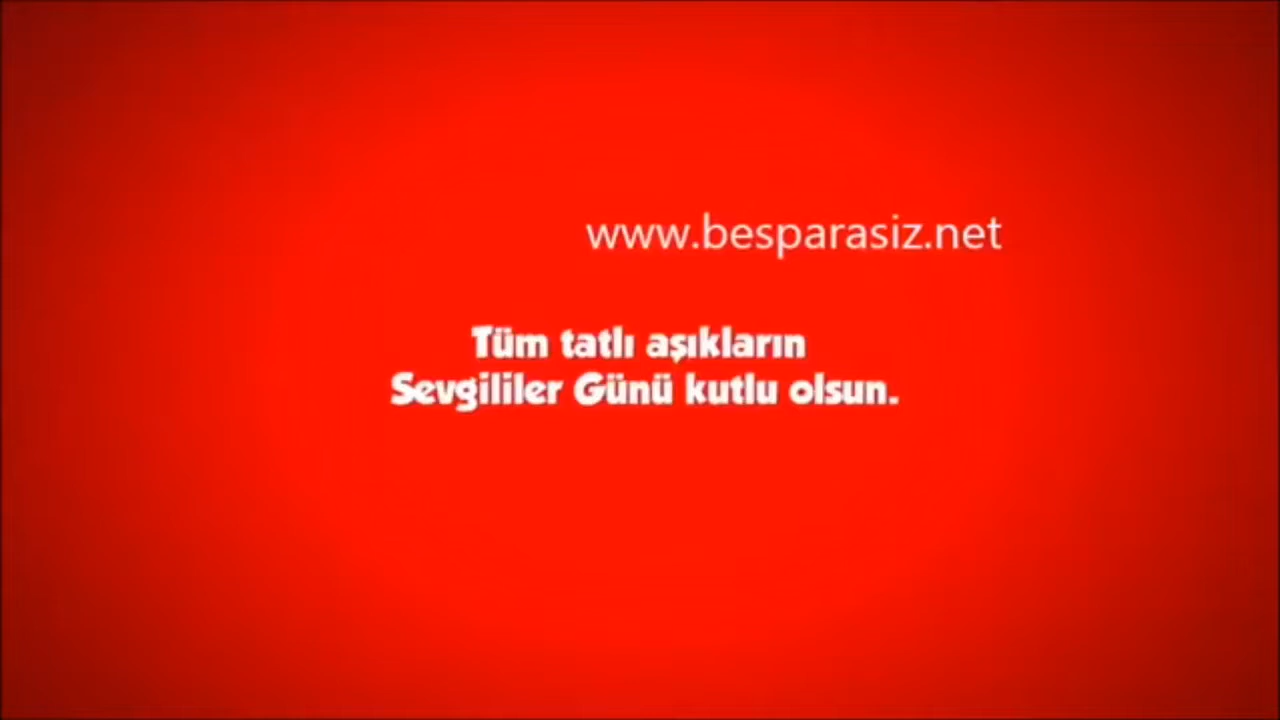 www.besparasiz.net
Tüm tatlı aşıkların
Sevgililer Günü kutlu olsun.